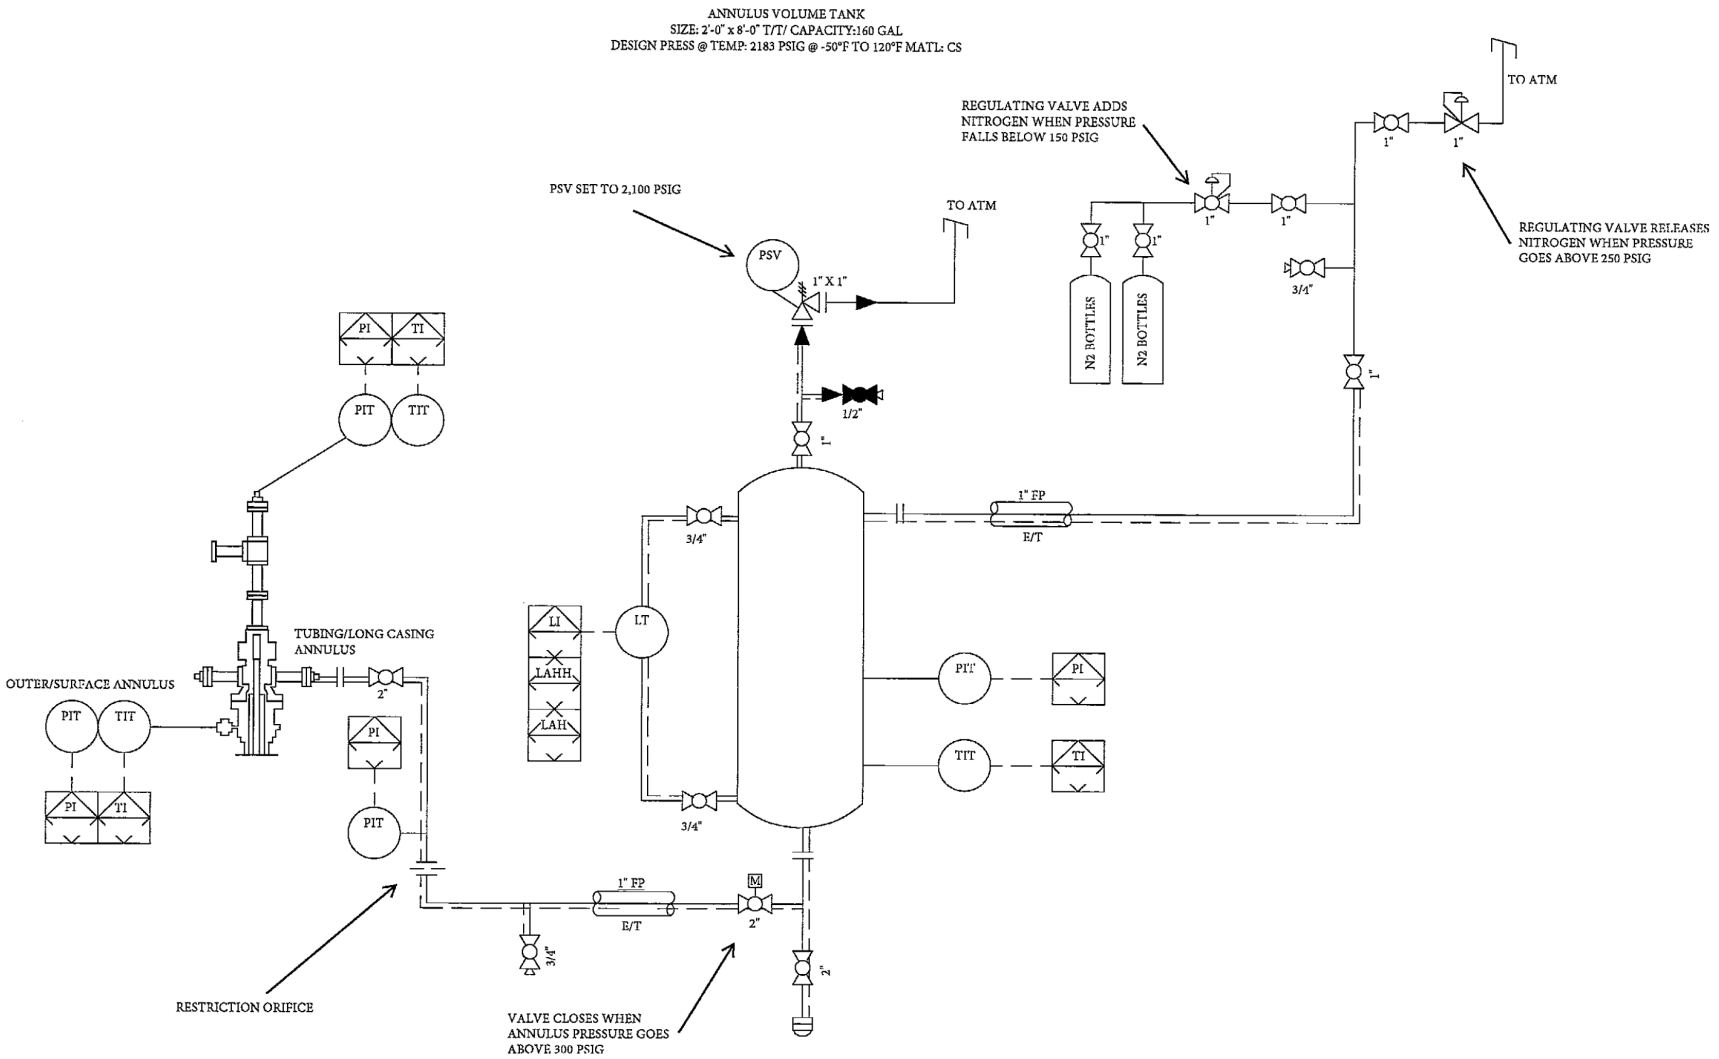 ANNULUS VOLUME TANK
SIZE: 2'-0" x 8'-0" T/T/ CAPACITY:160 GAL
DESIGN PRESS @ TEMP: 2183 PSIG @ -50°F TO 120°F MATL: CS
TO ATM
REGULATING VALVE ADDS
NITROGEN WHEN PRESSURE
FALLS BELOW 150 PSIG
1"
1"
PSV SET TO 2,100 PSIG
TO ATM
1"
1"
REGULATING VALVE RELEASES
NITROGEN WHEN PRESSURE
GOES ABOVE 250 PSIG
1"
1"
PSV
1" X 1"
3/4"
N2 BOTTLES
N2 BOTTLES
PI
TI
1"
PIT
TIT
1/2"
1"
1" FP
E/T
3/4"
LI
LT
TUBING/LONG CASING
ANNULUS
LAHH
PIT
PI
OUTER/SURFACE ANNULUS
2"
PIT
TIT
PI
LAH
TIT
TI
PI
TI
PIT
3/4"
1" FP
M
E/T
2"
3/4"
2"
RESTRICTION ORIFICE
VALVE CLOSES WHEN
ANNULUS PRESSURE GOES
ABOVE 300 PSIG